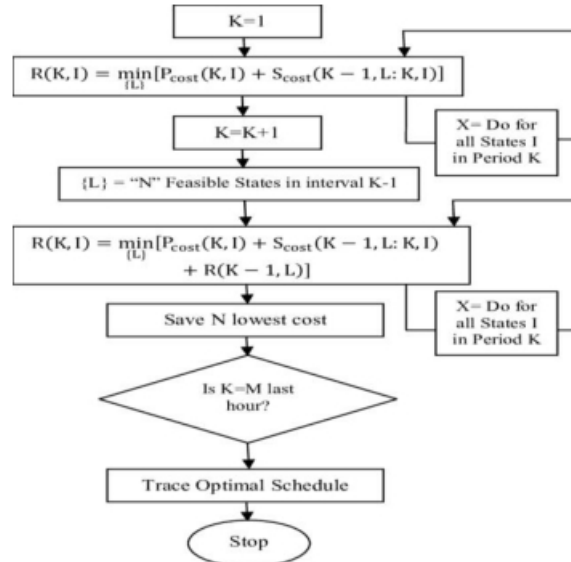 K=1
R(K,I) = min[P_cost(K,I) + S_cost(K − 1, L: K, I)]
{L}
X= Do for
all States I
in Period K
K=K+1
{L} = “N” Feasible States in interval K-1
R(K,I) = min[P_cost(K,I) + S_cost(K − 1, L: K, I)
{L}
+ R(K − 1, L)]
X= Do for
all States I
in Period K
Save N lowest cost
Is K=M last
hour?
Trace Optimal Schedule
Stop